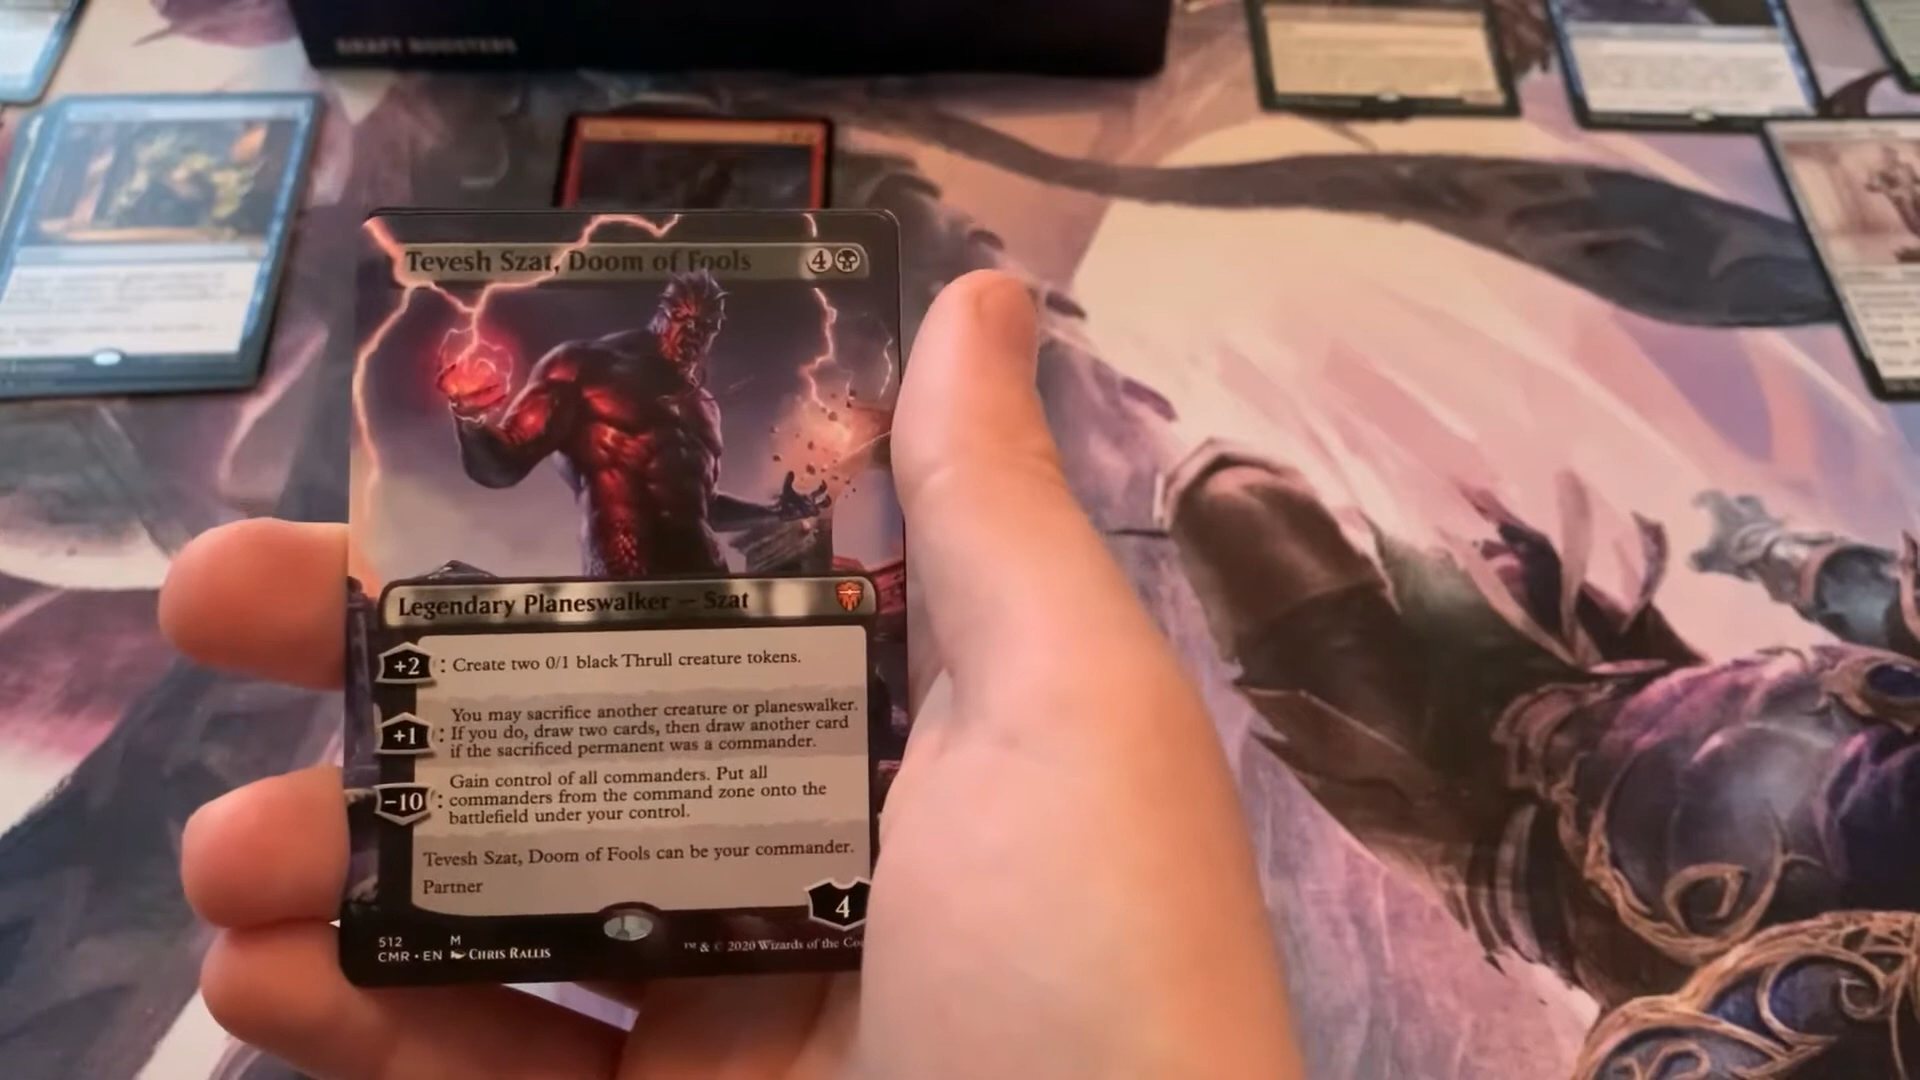 DRAFT BOOSTERS
Tevesh Szat, Doom of Fools 4
Legendary Planeswalker — Szat
+2 : Create two 0/1 black Thrull creature tokens.
You may sacrifice another creature or planeswalker.
+1 : If you do, draw two cards, then draw another card
if the sacrificed permanent was a commander.
Gain control of all commanders. Put all
−10 : commanders from the command zone onto the
battlefield under your control.
Tevesh Szat, Doom of Fools can be your commander.
Partner
4
512 M
CMR • EN CHRIS RALLIS
™ & © 2020 Wizards of the